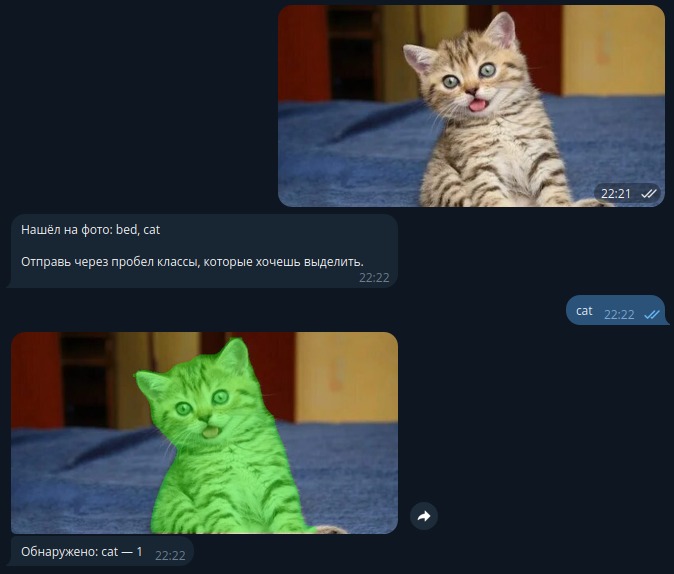 22:21
Нашёл на фото: bed, cat
Отправь через пробел классы, которые хочешь выделить.
22:22
cat 22:22
Обнаружено: cat — 1 22:22